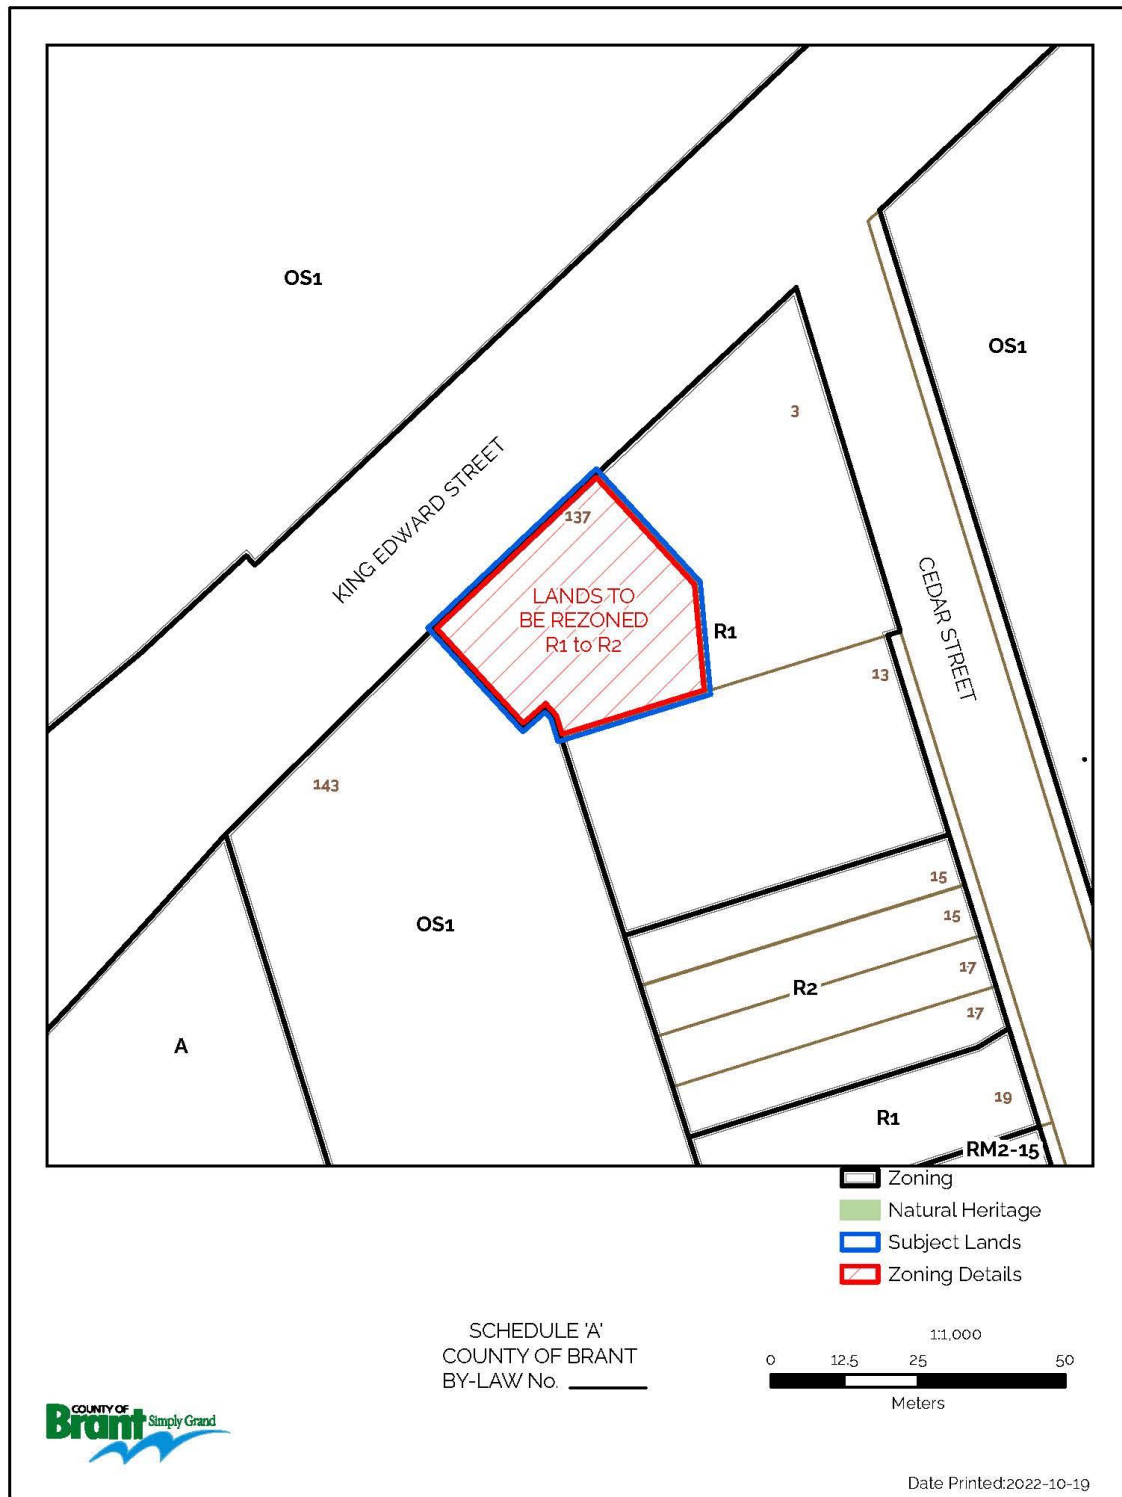 OS1
OS1
3
KING EDWARD STREET
137
CEDAR STREET
LANDS TO
BE REZONED
R1 to R2
R1
13
143
15
15
OS1
17
R2
17
A
19
R1
RM2-15
Zoning
Natural Heritage
Subject Lands
Zoning Details
SCHEDULE 'A'
COUNTY OF BRANT
BY-LAW No.
1:1,000
0 12.5 25 50
Meters
COUNTY OF
Brant Simply Grand
Date Printed:2022-10-19